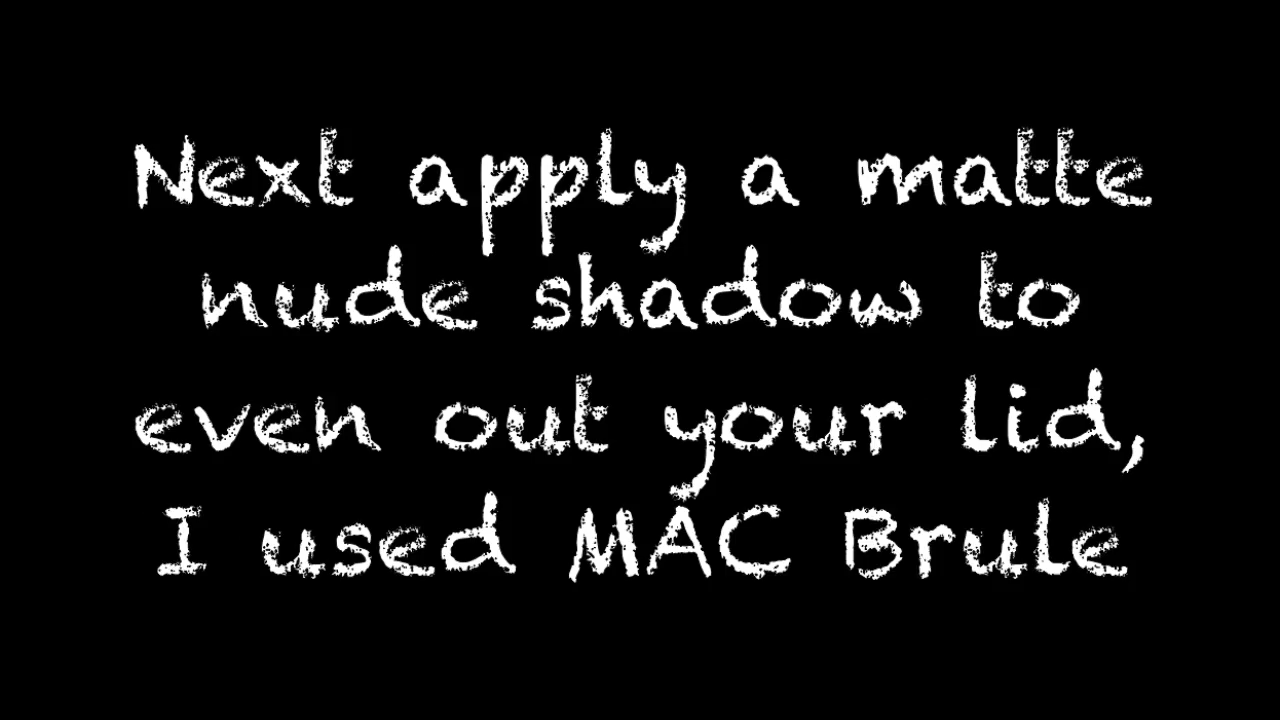 Next apply a matte
nude shadow to
even out your lid,
I used MAC Brule